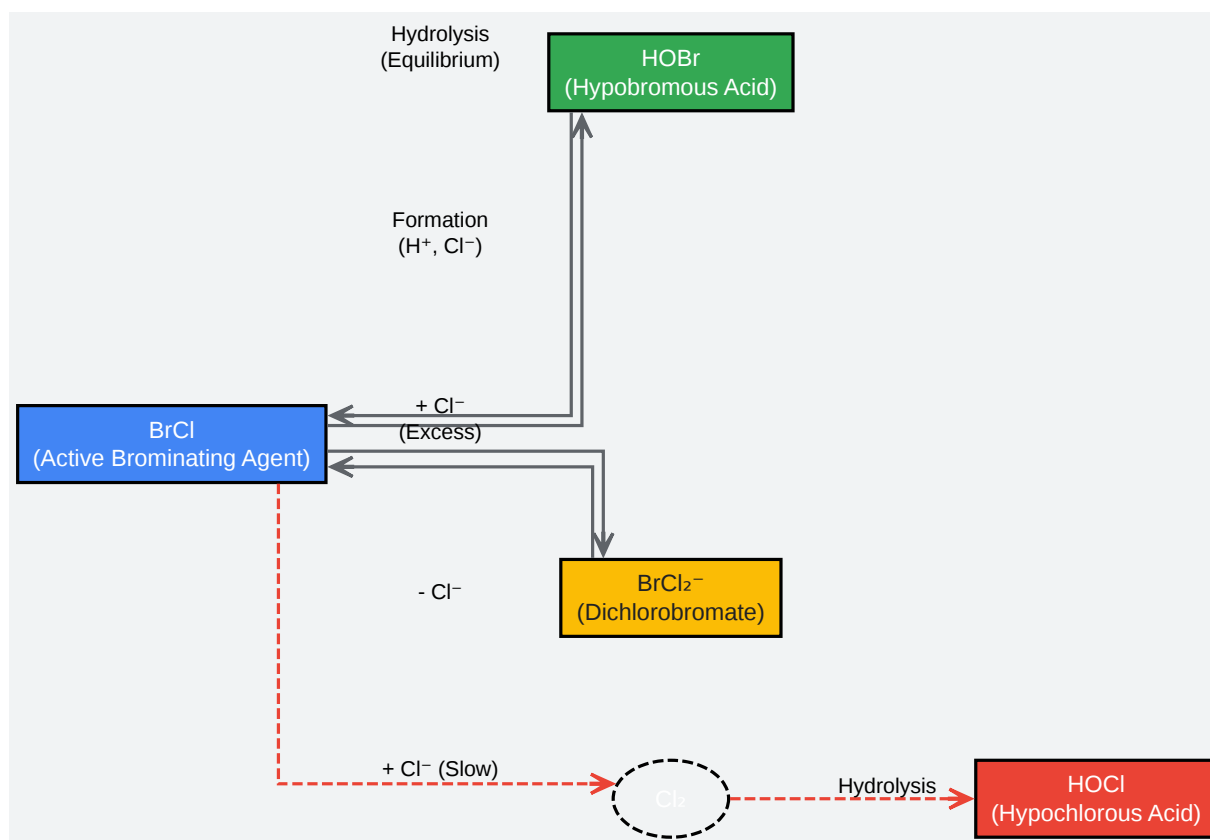 Hydrolysis
(Equilibrium)
HOBr
(Hypobromous Acid)
Formation
(H⁺, Cl⁻)
+ Cl⁻
(Excess)
BrCl
(Active Brominating Agent)
BrCl₂⁻
(Dichlorobromate)
- Cl⁻
+ Cl⁻ (Slow)
Cl₂
Hydrolysis
HOCl
(Hypochlorous Acid)